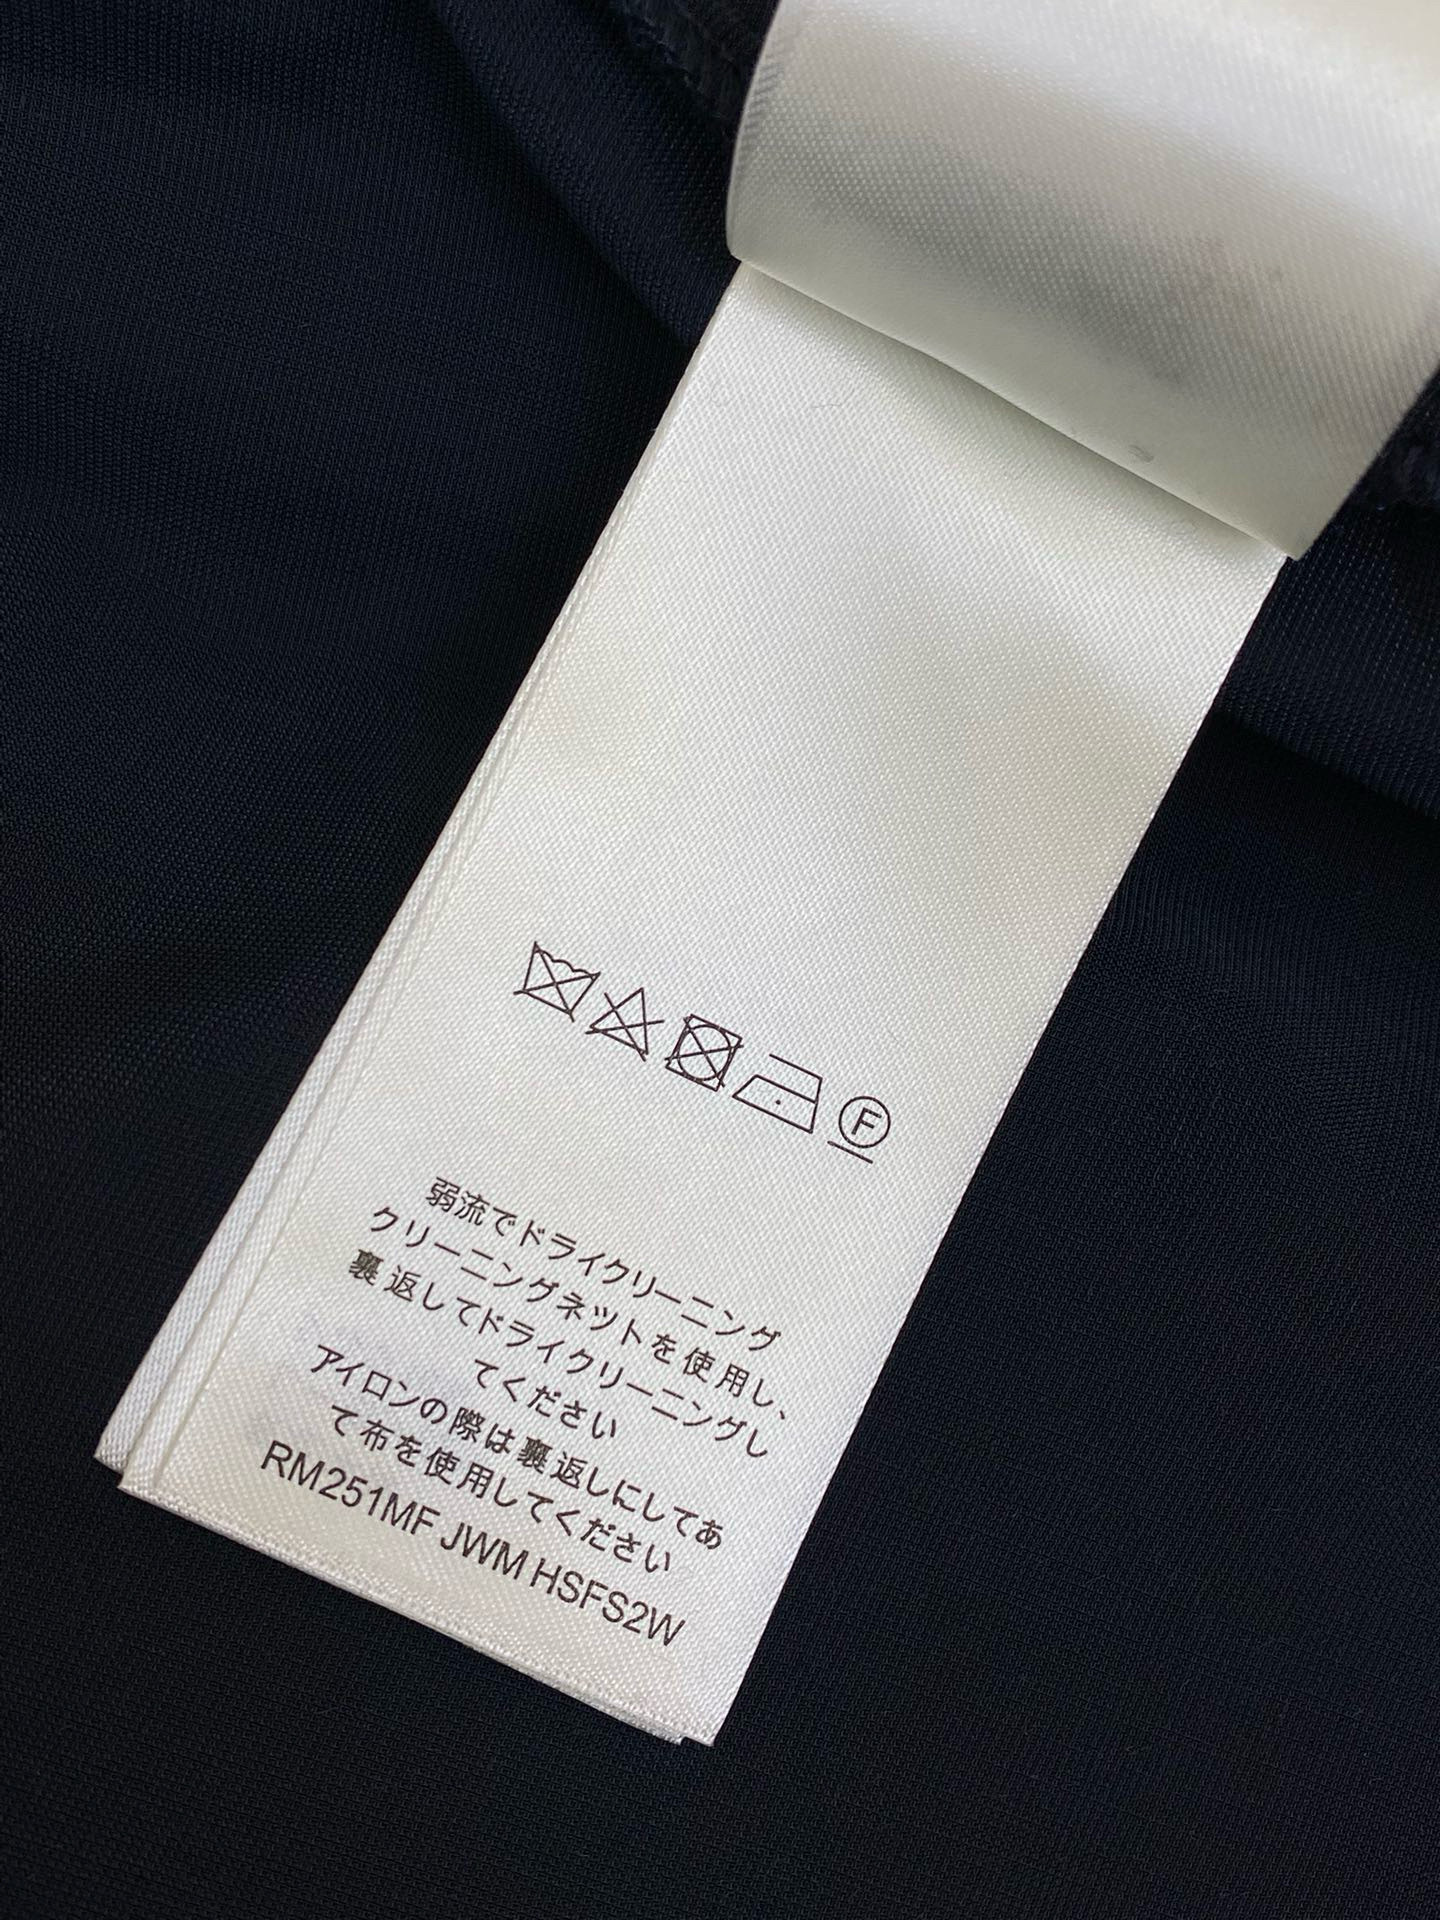 F
弱流でドライクリーニング
クリーニングネットを使用し、
裏返してドライクリーニングし
てください
アイロンの際は裏返しにしてあ
て布を使用してください
RM251MF JWM HSFS2W